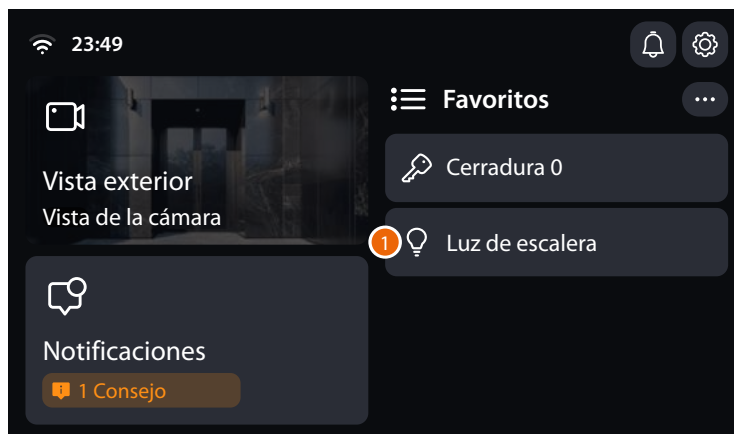 23:49
Vista exterior
Vista de la cámara
Notificaciones
1 Consejo
Favoritos
Cerradura 0
1
Luz de escalera